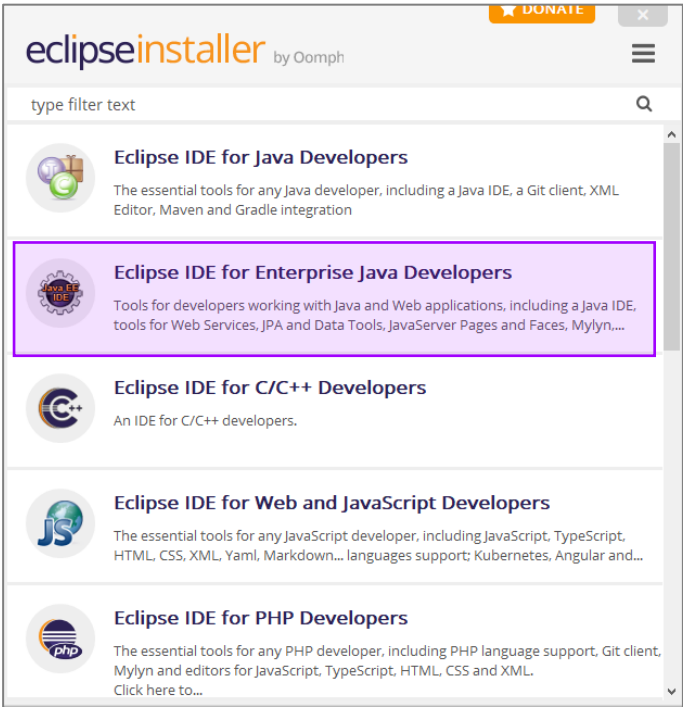 DONATE
eclipseinstaller by Oomph
type filter text
Eclipse IDE for Java Developers
The essential tools for any Java developer, including a Java IDE, a Git client, XML
Editor, Maven and Gradle integration
Java EE
IDE
Eclipse IDE for Enterprise Java Developers
Tools for developers working with Java and Web applications, including a Java IDE,
tools for Web Services, JPA and Data Tools, JavaServer Pages and Faces, Mylyn,...
C++
Eclipse IDE for C/C++ Developers
An IDE for C/C++ developers.
JS
Eclipse IDE for Web and JavaScript Developers
The essential tools for any JavaScript developer, including JavaScript, TypeScript,
HTML, CSS, XML, Yaml, Markdown... languages support; Kubernetes, Angular and...
php
Eclipse IDE for PHP Developers
The essential tools for any PHP developer, including PHP language support, Git client,
Mylyn and editors for JavaScript, TypeScript, HTML, CSS and XML.
Click here to...